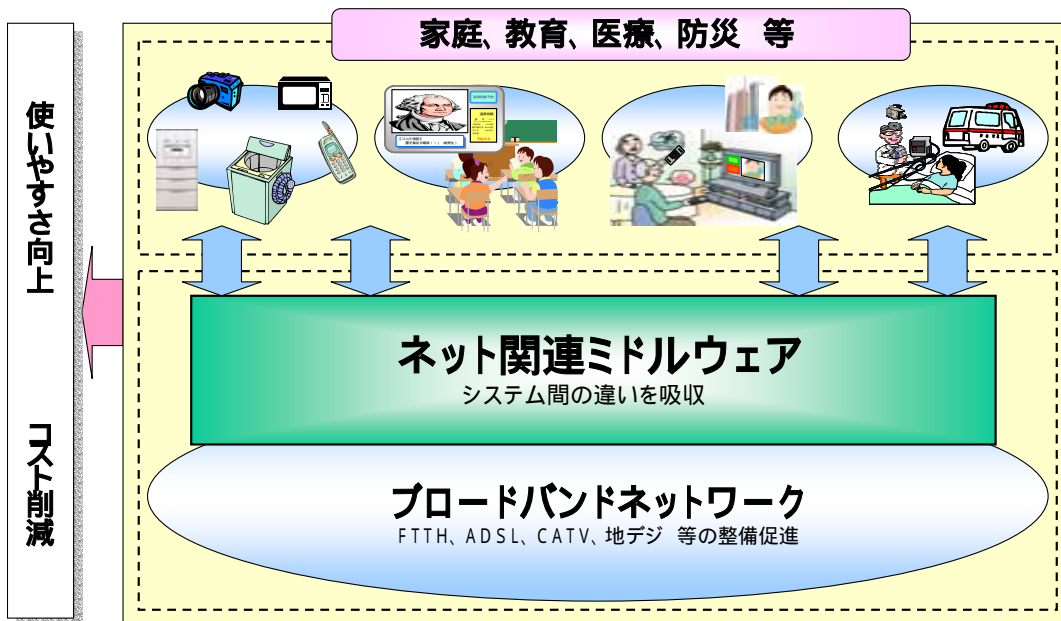 家庭、教育、医療、防災 等
使いやすさ向上
コスト削減
ネット関連ミドルウェア
システム間の違いを吸収
ブロードバンドネットワーク
FTTH、ADSL、CATV、地デジ 等の整備促進